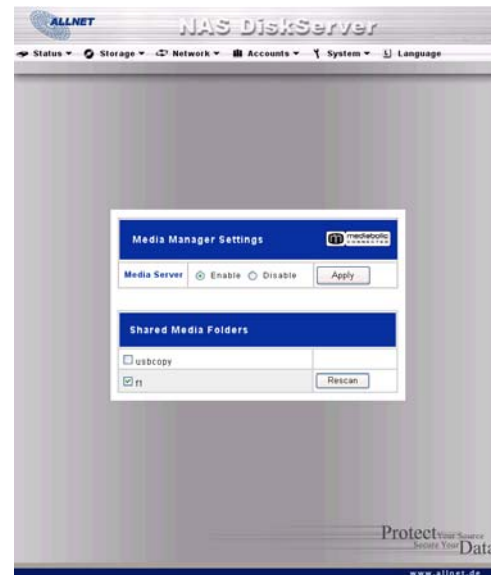 ALLNET
NAS DiskServer
Status Storage Network Accounts System Language
Media Manager Settings
mediabolic
CONNECTED
Media Server Enable Disable Apply
Shared Media Folders
usbcopy
f1 Rescan
Protect Your Source
Secure Your Data
www.allnet.de